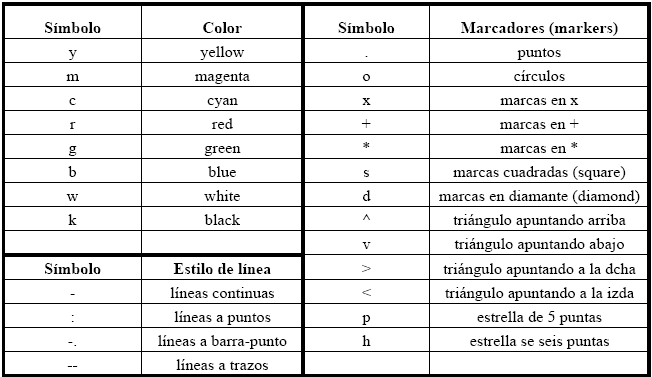 Símbolo Color Símbolo Marcadores (markers)
y yellow . puntos
m magenta o círculos
c cyan x marcas en x
r red + marcas en +
g green * marcas en *
b blue s marcas cuadradas (square)
w white d marcas en diamante (diamond)
k black ^ triángulo apuntando arriba
v triángulo apuntando abajo
Símbolo Estilo de línea > triángulo apuntando a la dcha
- líneas continuas < triángulo apuntando a la izda
: líneas a puntos p estrella de 5 puntas
-. líneas a barra-punto h estrella se seis puntas
-- líneas a trazos